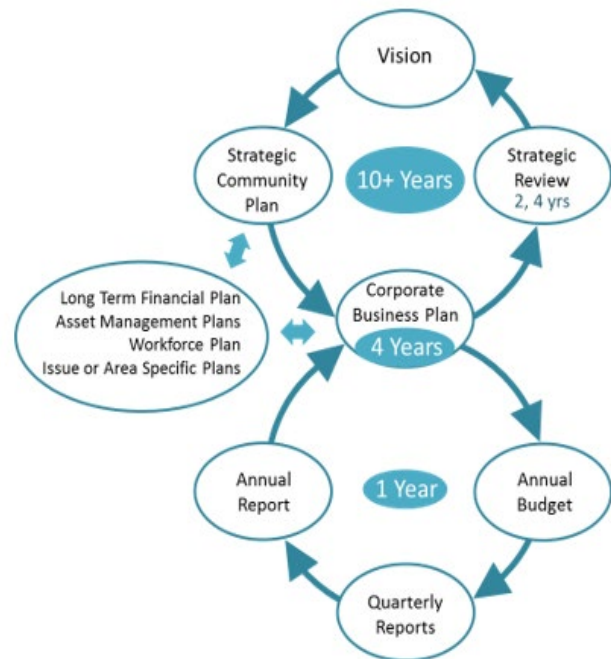 Vision
Strategic
Community
Plan
10+ Years
Strategic
Review
2, 4 yrs
Long Term Financial Plan
Asset Management Plans
Workforce Plan
Issue or Area Specific Plans
Corporate
Business Plan
4 Years
Annual
Report
1 Year
Annual
Budget
Quarterly
Reports